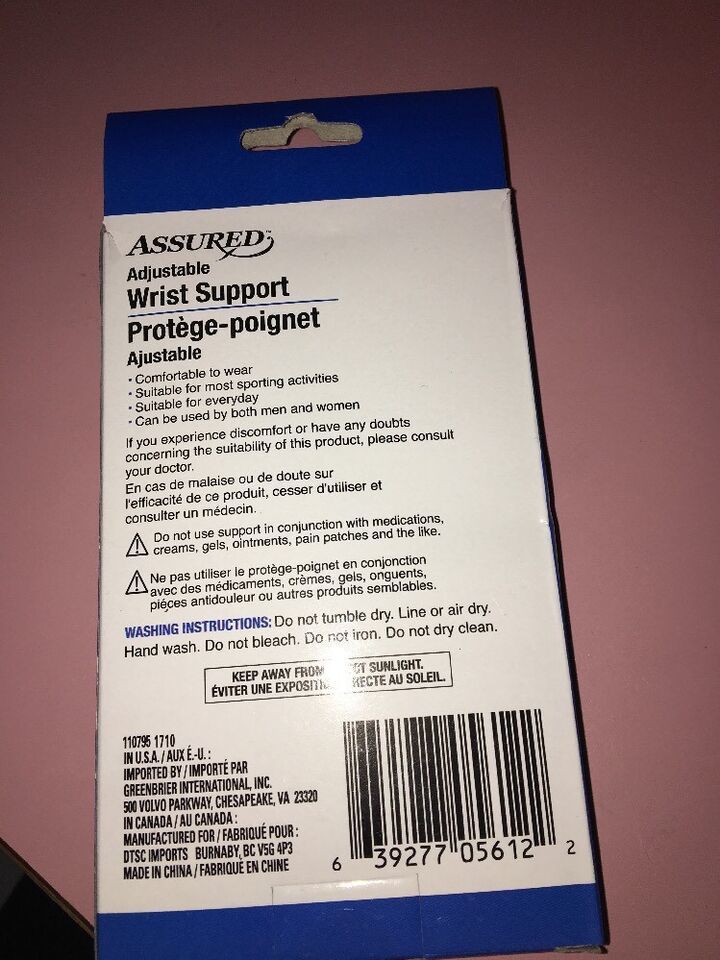 ASSURED™
Adjustable
Wrist Support
Protège-poignet
Ajustable
• Comfortable to wear
• Suitable for most sporting activities
• Suitable for everyday
• Can be used by both men and women
If you experience discomfort or have any doubts
concerning the suitability of this product, please consult
your doctor.
En cas de malaise ou de doute sur
l'efficacité de ce produit, cesser d'utiliser et
consulter un médecin.
Do not use support in conjunction with medications,
creams, gels, ointments, pain patches and the like.
Ne pas utiliser le protège-poignet en conjonction
avec des médicaments, crèmes, gels, onguents,
piéçes antidouleur ou autres produits semblables.
WASHING INSTRUCTIONS: Do not tumble dry. Line or air dry.
Hand wash. Do not bleach. Do not iron. Do not dry clean.
KEEP AWAY FROM SUNLIGHT.
ÉVITER UNE AU SOLEIL.
110795 1710
IN U.S.A. / AUX É.-U. :
IMPORTED BY / IMPORTÉ PAR
GREENBRIER INTERNATIONAL, INC.
500 VOLVO PARKWAY, CHESAPEAKE, VA 23320
IN CANADA / AU CANADA :
MANUFACTURED FOR / FABRIQUÉ POUR :
DTSC IMPORTS BURNABY, BC V5G 4P3
MADE IN CHINA / FABRIQUÉ EN CHINE
6 39277 05612 2